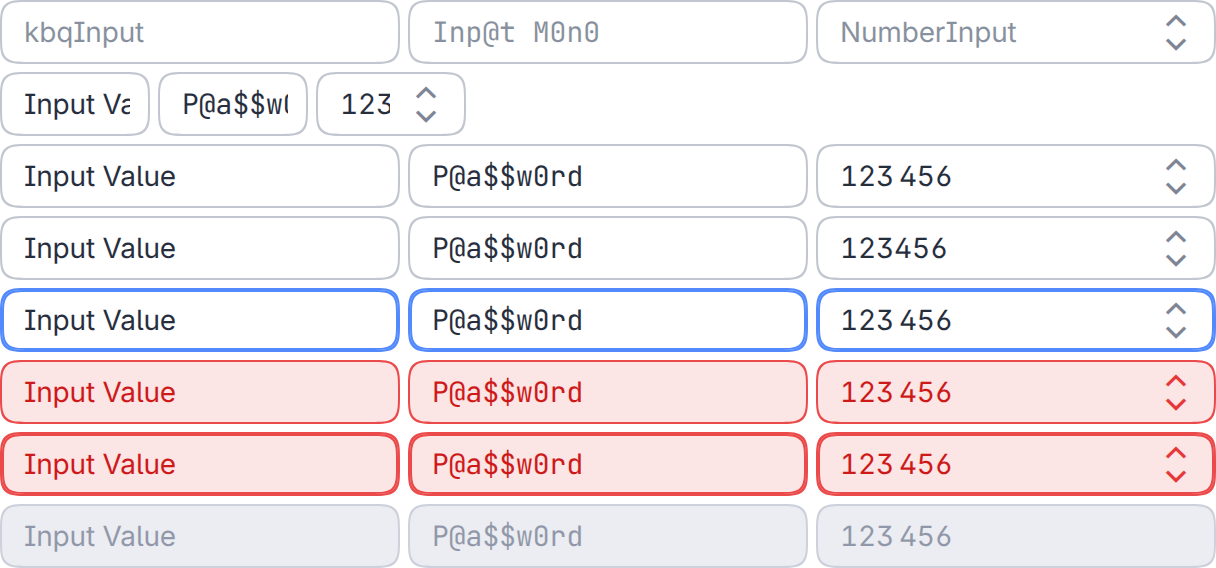 kbqInput Inp@t M0n0 NumberInput
Input Va P@a$$w 123
Input Value P@a$$w0rd 123 456
Input Value P@a$$w0rd 123456
Input Value P@a$$w0rd 123 456
Input Value P@a$$w0rd 123 456
Input Value P@a$$w0rd 123 456
Input Value P@a$$w0rd 123 456